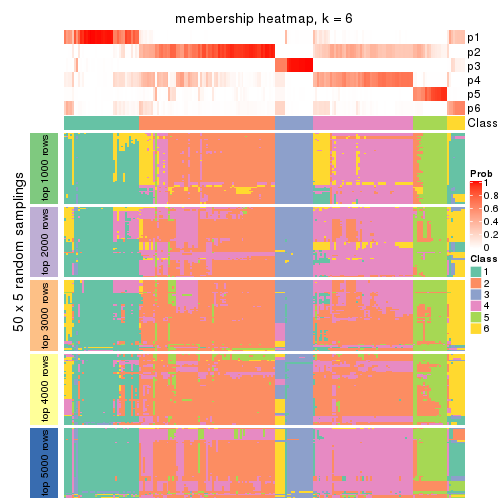 membership heatmap, k = 6
p1
p2
p3
p4
p5
p6
Class
50 x 5 random samplings
top 1000 rows
top 2000 rows
top 3000 rows
top 4000 rows
top 5000 rows
Prob
1
0.8
0.6
0.4
0.2
0
Class
1
2
3
4
5
6